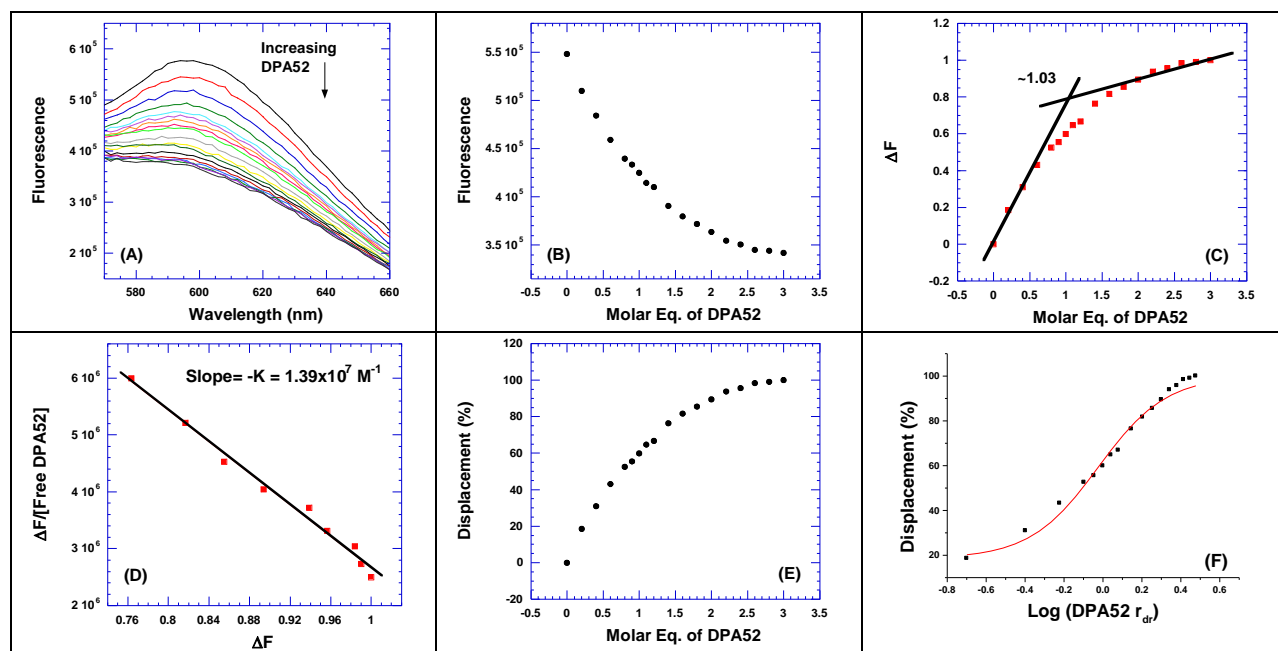 6 10⁵
5 10⁵
4 10⁵
3 10⁵
2 10⁵
Fluorescence
Increasing
DPA52
(A)
580 600 620 640 660
Wavelength (nm)
5.5 10⁵
5 10⁵
4.5 10⁵
4 10⁵
3.5 10⁵
Fluorescence
(B)
0 0.5 1 1.5 2 2.5 3 3.5
Molar Eq. of DPA52
1
0.8
0.6
0.4
0.2
0
-0.2
ΔF
~1.03
(C)
-0.5 0 0.5 1 1.5 2 2.5 3 3.5
Molar Eq. of DPA52
6 10⁶
5 10⁶
4 10⁶
3 10⁶
2 10⁶
ΔF/[Free DPA52]
Slope= -K = 1.39x10⁷ M⁻¹
(D)
0.76 0.8 0.84 0.88 0.92 0.96 1
ΔF
120
100
80
60
40
20
0
-20
Displacement (%)
(E)
0 0.5 1 1.5 2 2.5 3 3.5
Molar Eq. of DPA52
100
80
60
40
20
Displacement (%)
(F)
-0.8 -0.6 -0.4 -0.2 0.0 0.2 0.4 0.6
Log (DPA52 r_dr)